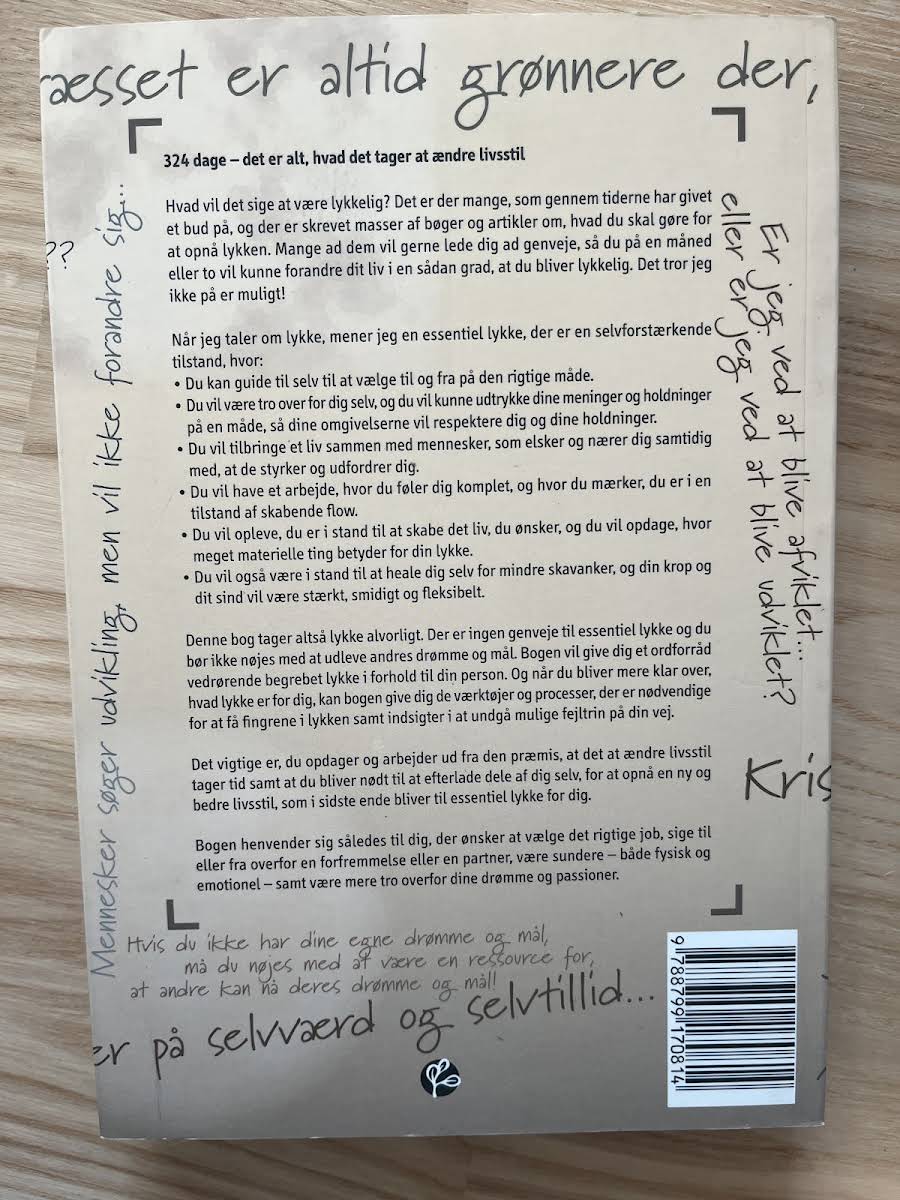 græsset er altid grønnere der,
324 dage – det er alt, hvad det tager at ændre livsstil
Hvad vil det sige at være lykkelig? Det er der mange, som gennem tiderne har givet
et bud på, og der er skrevet masser af bøger og artikler om, hvad du skal gøre for
at opnå lykken. Mange ad dem vil gerne lede dig ad genveje, så du på en måned
eller to vil kunne forandre dit liv i en sådan grad, at du bliver lykkelig. Det tror jeg
ikke på er muligt!
Når jeg taler om lykke, mener jeg en essentiel lykke, der er en selvforstærkende
tilstand, hvor:
• Du kan guide til selv til at vælge til og fra på den rigtige måde.
• Du vil være tro over for dig selv, og du vil kunne udtrykke dine meninger og holdninger
på en måde, så dine omgivelserne vil respektere dig og dine holdninger.
• Du vil tilbringe et liv sammen med mennesker, som elsker og nærer dig samtidig
med, at de styrker og udfordrer dig.
• Du vil have et arbejde, hvor du føler dig komplet, og hvor du mærker, du er i en
tilstand af skabende flow.
• Du vil opleve, du er i stand til at skabe det liv, du ønsker, og du vil opdage, hvor
meget materielle ting betyder for din lykke.
• Du vil også være i stand til at heale dig selv for mindre skavanker, og din krop og
dit sind vil være stærkt, smidigt og fleksibelt.
Denne bog tager altså lykke alvorligt. Der er ingen genveje til essentiel lykke og du
bør ikke nøjes med at udleve andres drømme og mål. Bogen vil give dig et ordforråd
vedrørende begrebet lykke i forhold til din person. Og når du bliver mere klar over,
hvad lykke er for dig, kan bogen give dig de værktøjer og processer, der er nødvendige
for at få fingrene i lykken samt indsigter i at undgå mulige fejltrin på din vej.
Det vigtige er, du opdager og arbejder ud fra den præmis, at det at ændre livsstil
tager tid samt at du bliver nødt til at efterlade dele af dig selv, for at opnå en ny og
bedre livsstil, som i sidste ende bliver til essentiel lykke for dig.
Bogen henvender sig således til dig, der ønsker at vælge det rigtige job, sige til
eller fra overfor en forfremmelse eller en partner, være sundere – både fysisk og
emotionel – samt være mere tro overfor dine drømme og passioner.
??
Mennesker søger udvikling, men vil ikke forandre sig...
Er jeg ved at blive afviklet...
eller er jeg ved at blive udviklet?
Kris
Hvis du ikke har dine egne drømme og mål,
må du nøjes med at være en ressource for,
at andre kan nå deres drømme og mål!
er på selvværd og selvtillid...
9 788799 170814